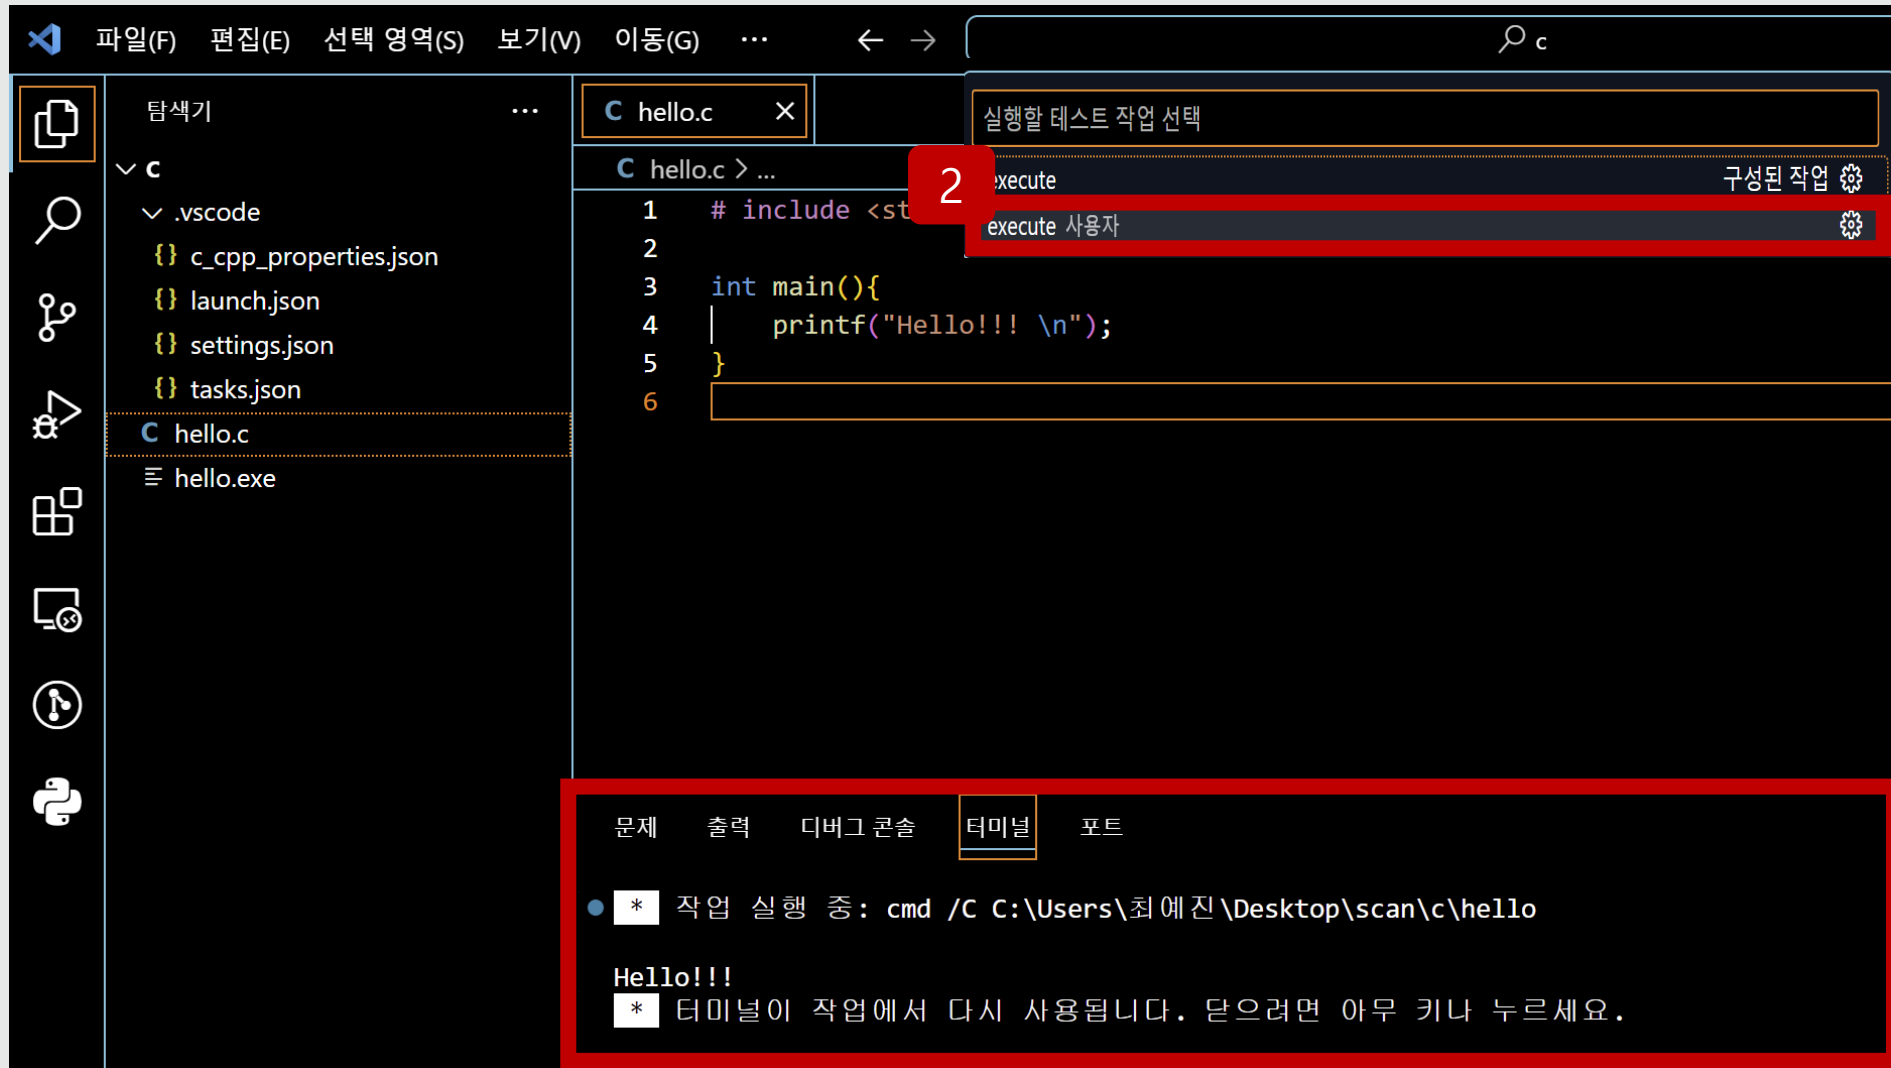 파일(F) 편집(E) 선택 영역(S) 보기(V) 이동(G) ··· ← → c
탐색기 ···
C hello.c ×
실행할 테스트 작업 선택
2
execute 구성된 작업
execute 사용자
c
.vscode
{} c_cpp_properties.json
{} launch.json
{} settings.json
{} tasks.json
C hello.c
hello.exe
C hello.c > ...
1 # include <st
2
3 int main(){
4 printf("Hello!!! \n");
5 }
6
문제 출력 디버그 콘솔 터미널 포트
* 작업 실행 중: cmd /C C:\Users\최예진\Desktop\scan\c\hello
Hello!!!
* 터미널이 작업에서 다시 사용됩니다. 닫으려면 아무 키나 누르세요.